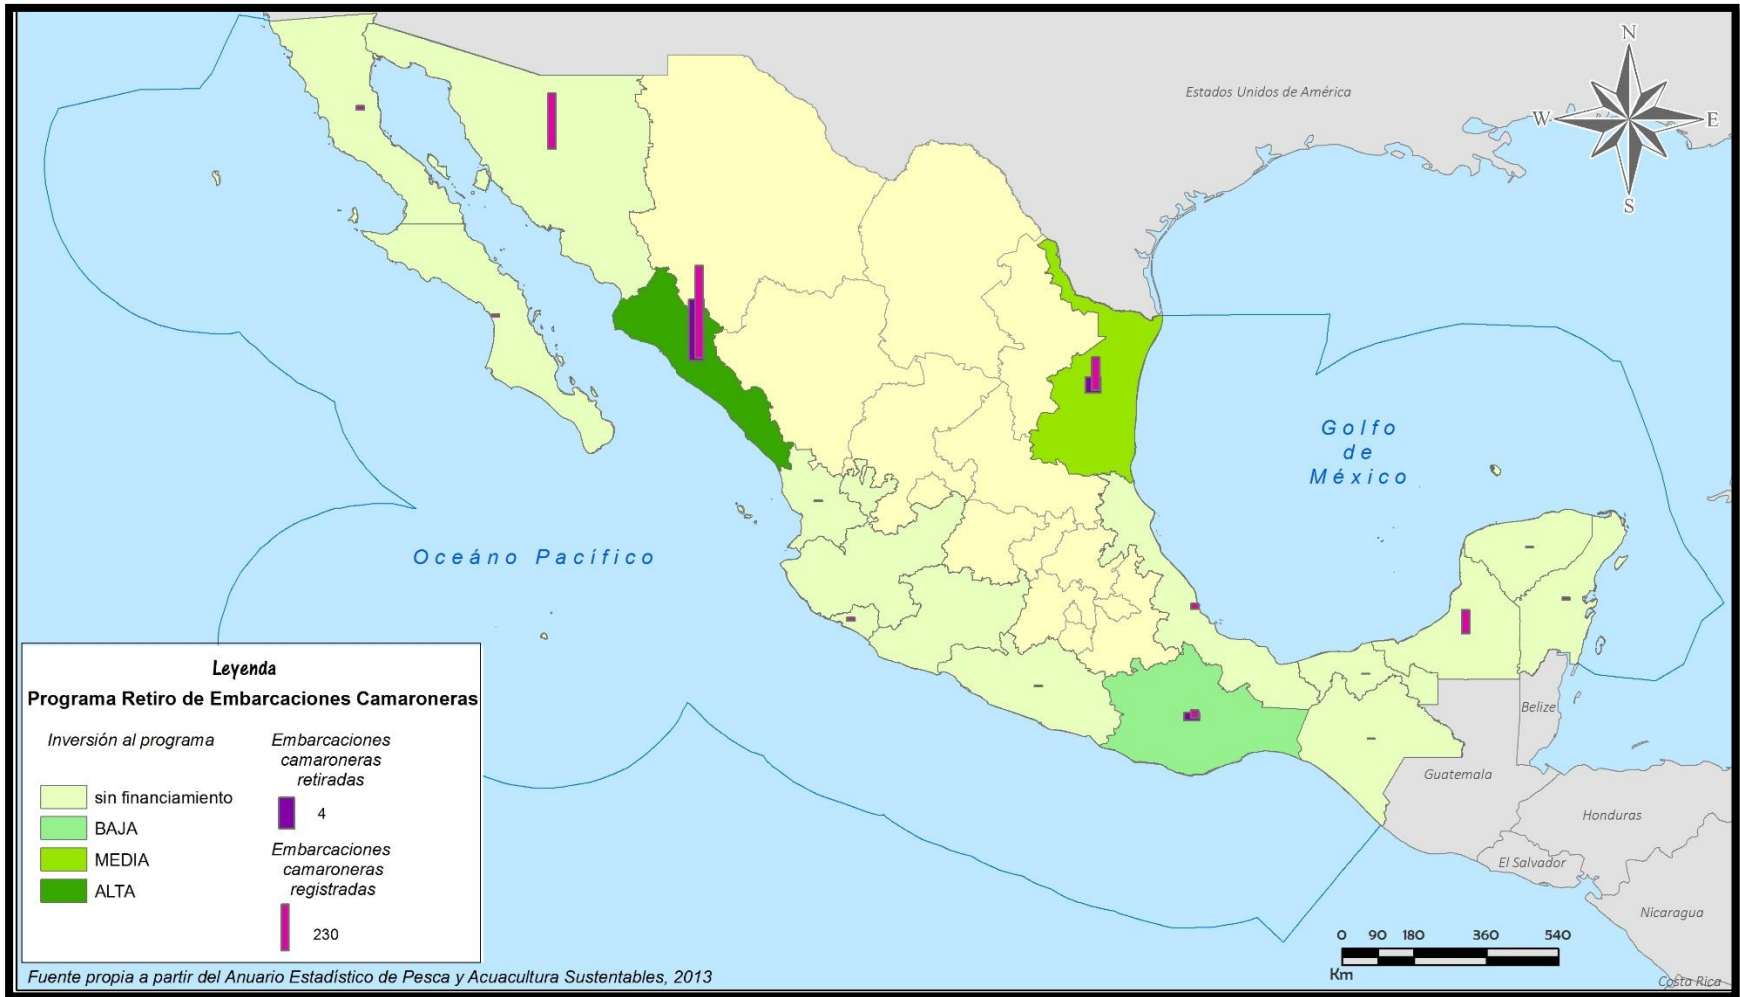 N
W
E
S
Estados Unidos de América
Golfo
de
México
Oceáno Pacífico
Belize
Guatemala
Honduras
El Salvador
Nicaragua
Costa Rica
Leyenda
Programa Retiro de Embarcaciones Camaroneras
Inversión al programa
sin financiamiento
BAJA
MEDIA
ALTA
Embarcaciones
camaroneras
retiradas
4
Embarcaciones
camaroneras
registradas
230
0 90 180 360 540
Km
Fuente propia a partir del Anuario Estadístico de Pesca y Acuacultura Sustentables, 2013